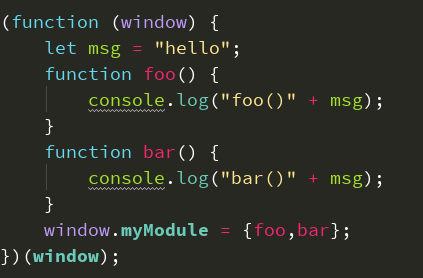 (function (window) {
    let msg = "hello";
    function foo() {
        console.log("foo()" + msg);
    }
    function bar() {
        console.log("bar()" + msg);
    }
    window.myModule = {foo,bar};
})(window);